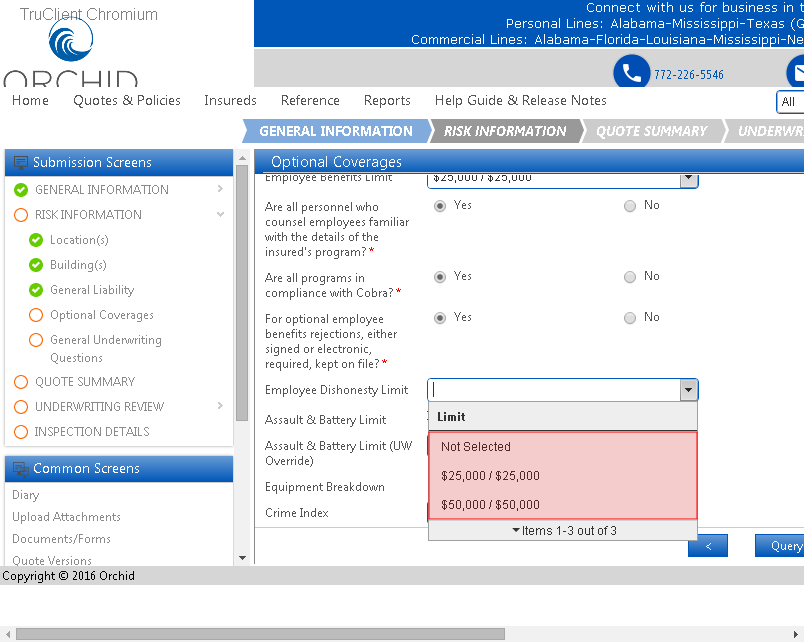 TruClient Chromium
ORCHID
Connect with us for business in t
Personal Lines: Alabama-Mississippi-Texas (G
Commercial Lines: Alabama-Florida-Louisiana-Mississippi-Ne
772-226-5546
Home Quotes & Policies Insureds Reference Reports Help Guide & Release Notes All
GENERAL INFORMATION RISK INFORMATION QUOTE SUMMARY UNDERWR
Submission Screens
GENERAL INFORMATION
RISK INFORMATION
Location(s)
Building(s)
General Liability
Optional Coverages
General Underwriting
Questions
QUOTE SUMMARY
UNDERWRITING REVIEW
INSPECTION DETAILS
Common Screens
Diary
Upload Attachments
Documents/Forms
Quote Versions
Optional Coverages
Employee Benefits Limit $25,000 / $25,000
Are all personnel who Yes No
counsel employees familiar
with the details of the
insured's program? *
Are all programs in Yes No
compliance with Cobra? *
For optional employee Yes No
benefits rejections, either
signed or electronic,
required, kept on file? *
Employee Dishonesty Limit
Limit
Not Selected
$25,000 / $25,000
$50,000 / $50,000
Items 1-3 out of 3
Assault & Battery Limit
Assault & Battery Limit (UW
Override)
Equipment Breakdown
Crime Index
< Query
Copyright © 2016 Orchid